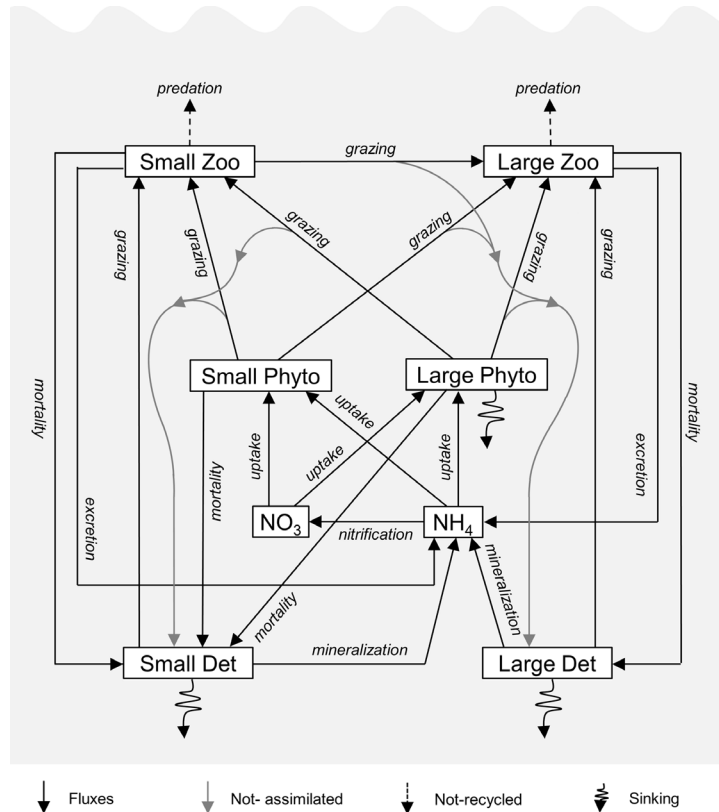 predation
predation
Small Zoo
grazing
Large Zoo
grazing
grazing
grazing
grazing
grazing
grazing
Small Phyto
Large Phyto
mortality
mortality
uptake
uptake
uptake
uptake
mortality
excretion
excretion
NO3
nitrification
NH4
mineralization
mortality
Small Det
mineralization
Large Det
Fluxes
Not- assimilated
Not-recycled
Sinking